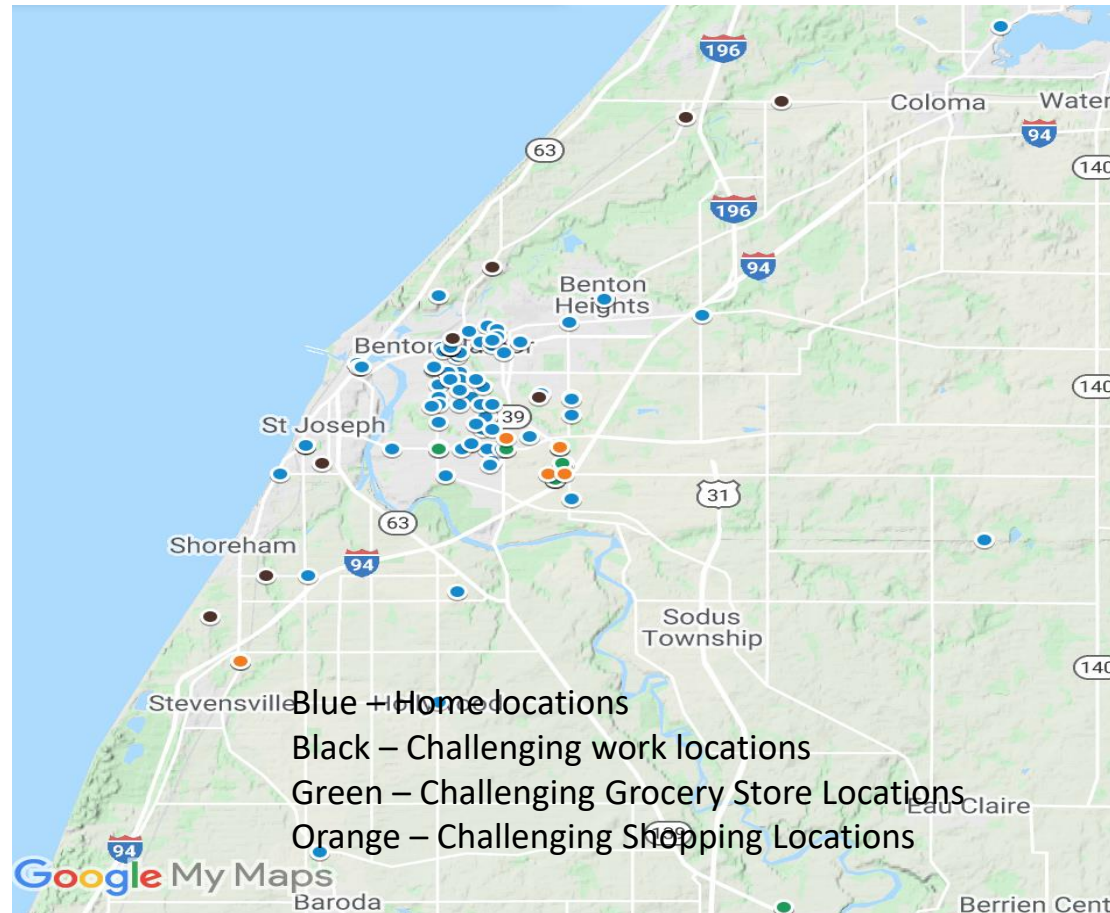 196
Coloma
Water
94
63
140
196
94
Benton
Heights
Benton Harbor
140
39
St Joseph
31
63
Shoreham
94
Sodus
Township
140
Stevensville
Hollywood
Blue – Home locations
Black – Challenging work locations
Green – Challenging Grocery Store Locations
Eau Claire
Orange – Challenging Shopping Locations
139
94
Google My Maps
Baroda
Berrien Cent